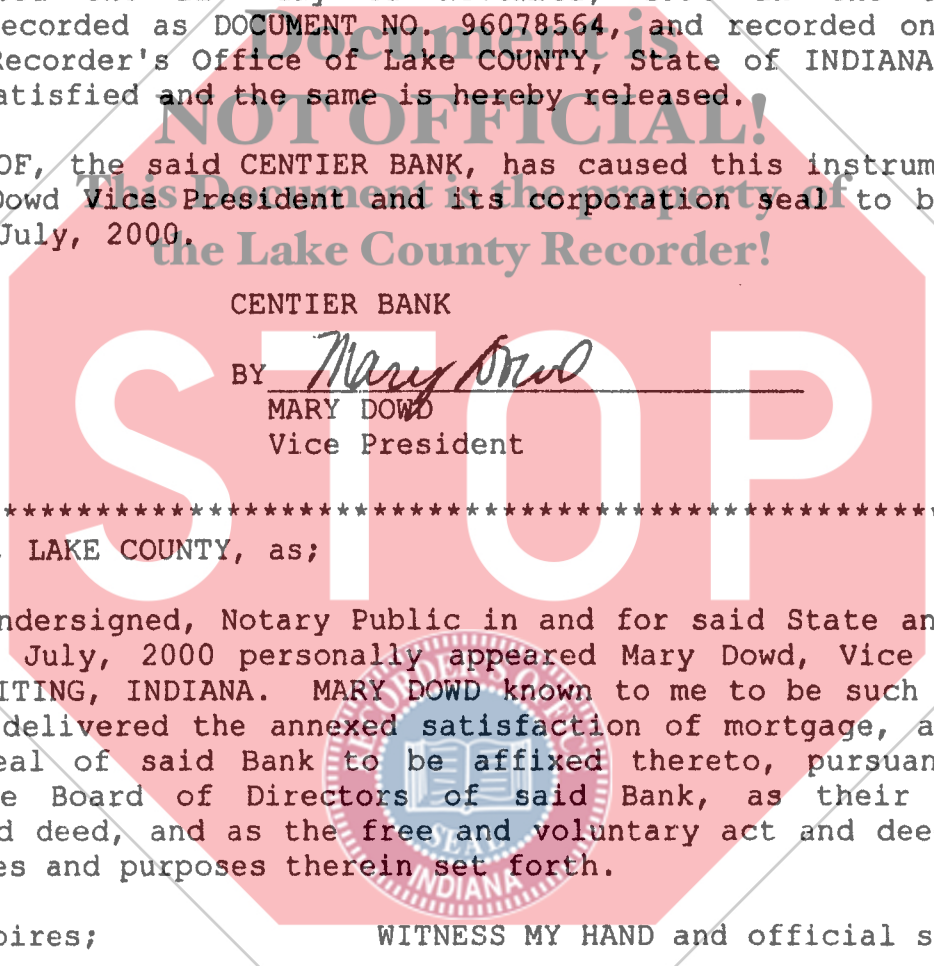 ecorded as DOCUMENT NO. 96078564, and recorded on
Document is
Recorder's Office of Lake COUNTY, State of INDIANA
atisfied and the same is hereby released.
NOT OFFICIAL!
OF, the said CENTIER BANK, has caused this instrum
This Document is the property of
Dowd Vice President and its corporation seal to b
July, 2000.
the Lake County Recorder!
CENTIER BANK
BY Mary Dowd
MARY DOWD
Vice President
STOP
LAKE COUNTY, as;
ndersigned, Notary Public in and for said State an
July, 2000 personally appeared Mary Dowd, Vice
ITING, INDIANA. MARY DOWD known to me to be such
delivered the annexed satisfaction of mortgage, a
eal of said Bank to be affixed thereto, pursuan
e Board of Directors of said Bank, as their
d deed, and as the free and voluntary act and dee
es and purposes therein set forth.
RECORDER'S OFFICE
SEAL
INDIANA
pires; WITNESS MY HAND and official s